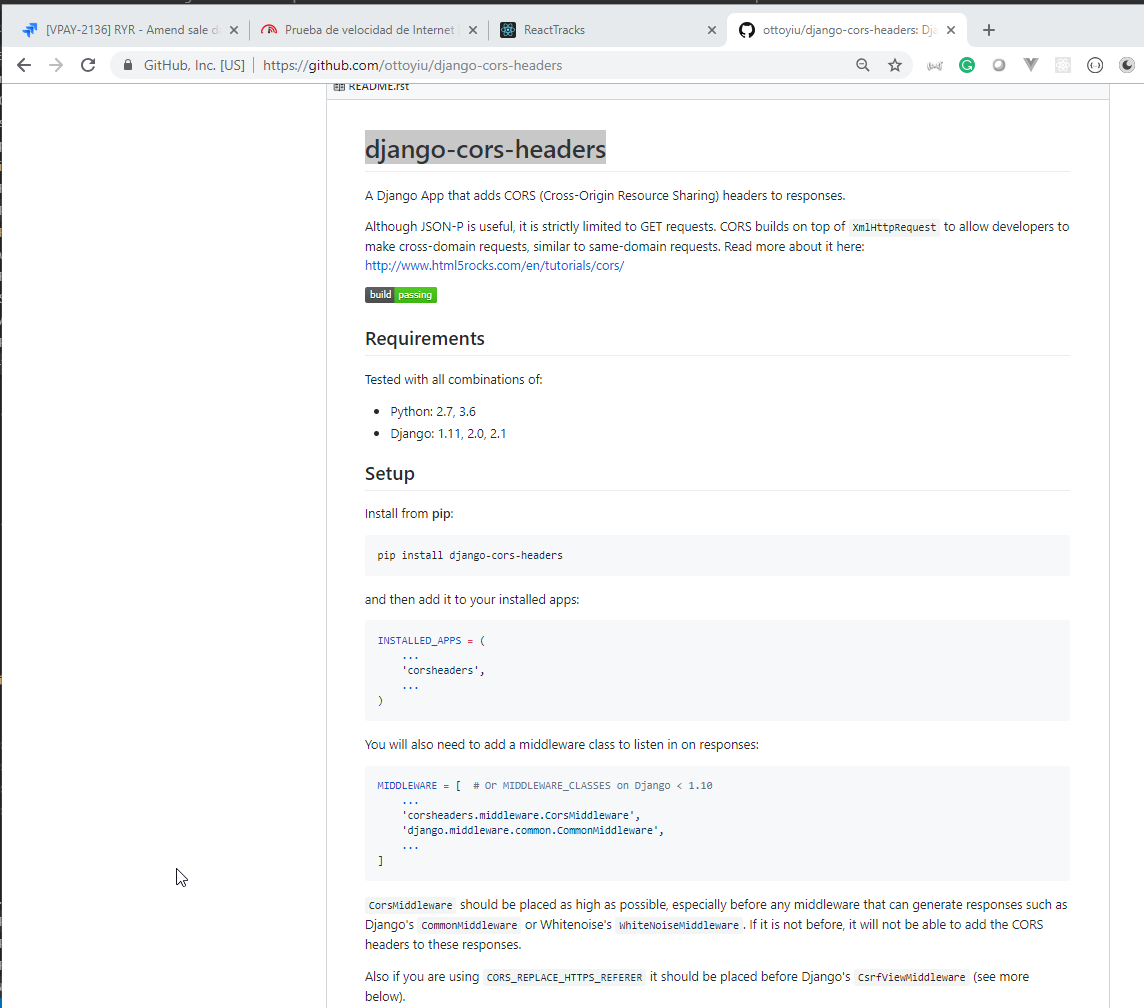 [VPAY-2136] RYR - Amend sale d
Prueba de velocidad de Internet
ReactTracks
ottoyiu/django-cors-headers: Dja
GitHub, Inc. [US] https://github.com/ottoyiu/django-cors-headers
README.rst
django-cors-headers
A Django App that adds CORS (Cross-Origin Resource Sharing) headers to responses.
Although JSON-P is useful, it is strictly limited to GET requests. CORS builds on top of XmlHttpRequest to allow developers to
make cross-domain requests, similar to same-domain requests. Read more about it here:
http://www.html5rocks.com/en/tutorials/cors/
build passing
Requirements
Tested with all combinations of:
• Python: 2.7, 3.6
• Django: 1.11, 2.0, 2.1
Setup
Install from pip:
pip install django-cors-headers
and then add it to your installed apps:
INSTALLED_APPS = (
...
'corsheaders',
...
)
You will also need to add a middleware class to listen in on responses:
MIDDLEWARE = [  # Or MIDDLEWARE_CLASSES on Django < 1.10
...
'corsheaders.middleware.CorsMiddleware',
'django.middleware.common.CommonMiddleware',
...
]
CorsMiddleware should be placed as high as possible, especially before any middleware that can generate responses such as
Django's CommonMiddleware or Whitenoise's WhiteNoiseMiddleware . If it is not before, it will not be able to add the CORS
headers to these responses.
Also if you are using CORS_REPLACE_HTTPS_REFERER it should be placed before Django's CsrfViewMiddleware (see more
below).